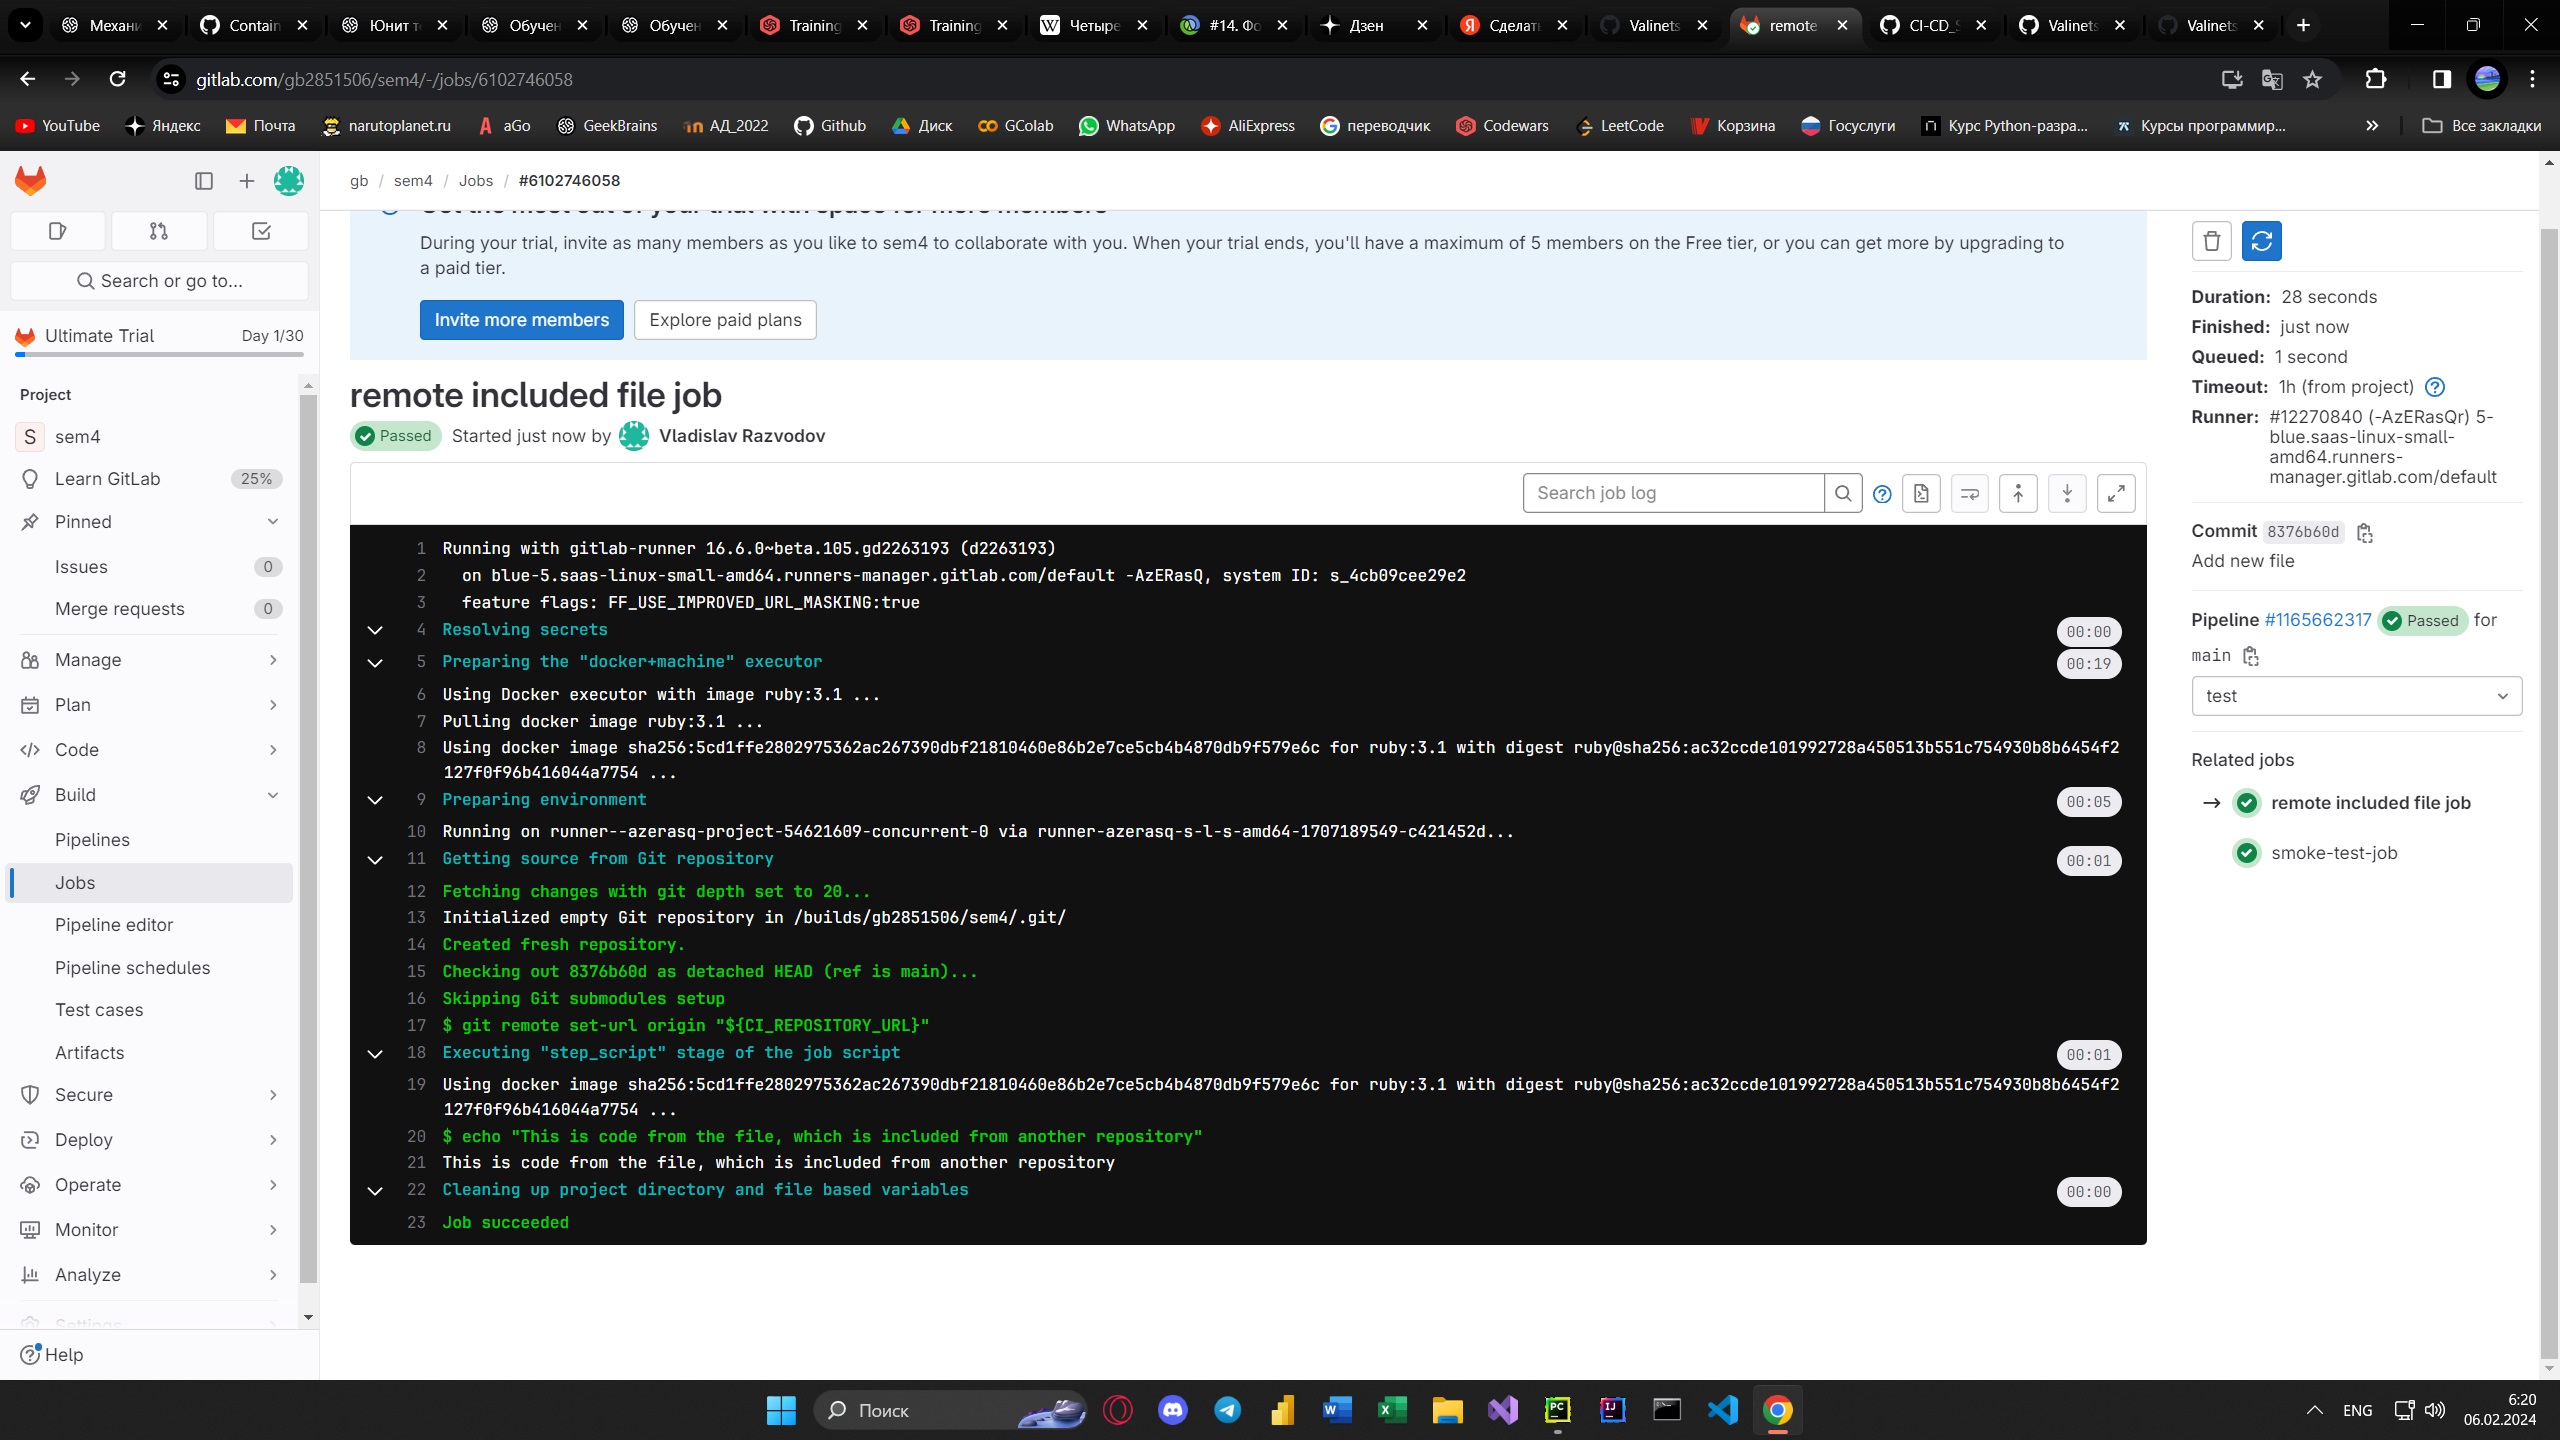 Механи
Contain
Юнит т
Обучен
Обучен
Training
Training
W Четыре
#14. Фо
Дзен
Я Сделать
Valinets
remote
CI-CD_S
Valinets
Valinets
gitlab.com/gb2851506/sem4/-/jobs/6102746058
YouTube
Яндекс
Почта
narutoplanet.ru
aGo
GeekBrains
АД_2022
Github
Диск
GColab
WhatsApp
AliExpress
переводчик
Codewars
LeetCode
Корзина
Госуслуги
Курс Python-разра...
Курсы программир...
Все закладки
gb / sem4 / Jobs / #6102746058
Search or go to...
Ultimate Trial Day 1/30
Project
S sem4
Learn GitLab 25%
Pinned
Issues 0
Merge requests 0
Manage
Plan
Code
Build
Pipelines
Jobs
Pipeline editor
Pipeline schedules
Test cases
Artifacts
Secure
Deploy
Operate
Monitor
Analyze
Settings
Help
Get the most out of your trial with space for more members
During your trial, invite as many members as you like to sem4 to collaborate with you. When your trial ends, you'll have a maximum of 5 members on the Free tier, or you can get more by upgrading to
a paid tier.
Invite more members
Explore paid plans
remote included file job
Passed Started just now by Vladislav Razvodov
Search job log
1 Running with gitlab-runner 16.6.0~beta.105.gd2263193 (d2263193)
2 on blue-5.saas-linux-small-amd64.runners-manager.gitlab.com/default -AzERasQ, system ID: s_4cb09cee29e2
3 feature flags: FF_USE_IMPROVED_URL_MASKING:true
4 Resolving secrets 00:00
5 Preparing the "docker+machine" executor 00:19
6 Using Docker executor with image ruby:3.1 ...
7 Pulling docker image ruby:3.1 ...
8 Using docker image sha256:5cd1ffe2802975362ac267390dbf21810460e86b2e7ce5cb4b4870db9f579e6c for ruby:3.1 with digest ruby@sha256:ac32ccde101992728a450513b551c754930b8b6454f2
127f0f96b416044a7754 ...
9 Preparing environment 00:05
10 Running on runner--azerasq-project-54621609-concurrent-0 via runner-azerasq-s-l-s-amd64-1707189549-c421452d...
11 Getting source from Git repository 00:01
12 Fetching changes with git depth set to 20...
13 Initialized empty Git repository in /builds/gb2851506/sem4/.git/
14 Created fresh repository.
15 Checking out 8376b60d as detached HEAD (ref is main)...
16 Skipping Git submodules setup
17 $ git remote set-url origin "${CI_REPOSITORY_URL}"
18 Executing "step_script" stage of the job script 00:01
19 Using docker image sha256:5cd1ffe2802975362ac267390dbf21810460e86b2e7ce5cb4b4870db9f579e6c for ruby:3.1 with digest ruby@sha256:ac32ccde101992728a450513b551c754930b8b6454f2
127f0f96b416044a7754 ...
20 $ echo "This is code from the file, which is included from another repository"
21 This is code from the file, which is included from another repository
22 Cleaning up project directory and file based variables 00:00
23 Job succeeded
Duration: 28 seconds
Finished: just now
Queued: 1 second
Timeout: 1h (from project)
Runner: #12270840 (-AzERasQr) 5-
blue.saas-linux-small-
amd64.runners-
manager.gitlab.com/default
Commit 8376b60d
Add new file
Pipeline #1165662317 Passed for
main
test
Related jobs
remote included file job
smoke-test-job
Поиск
ENG
6:20
06.02.2024